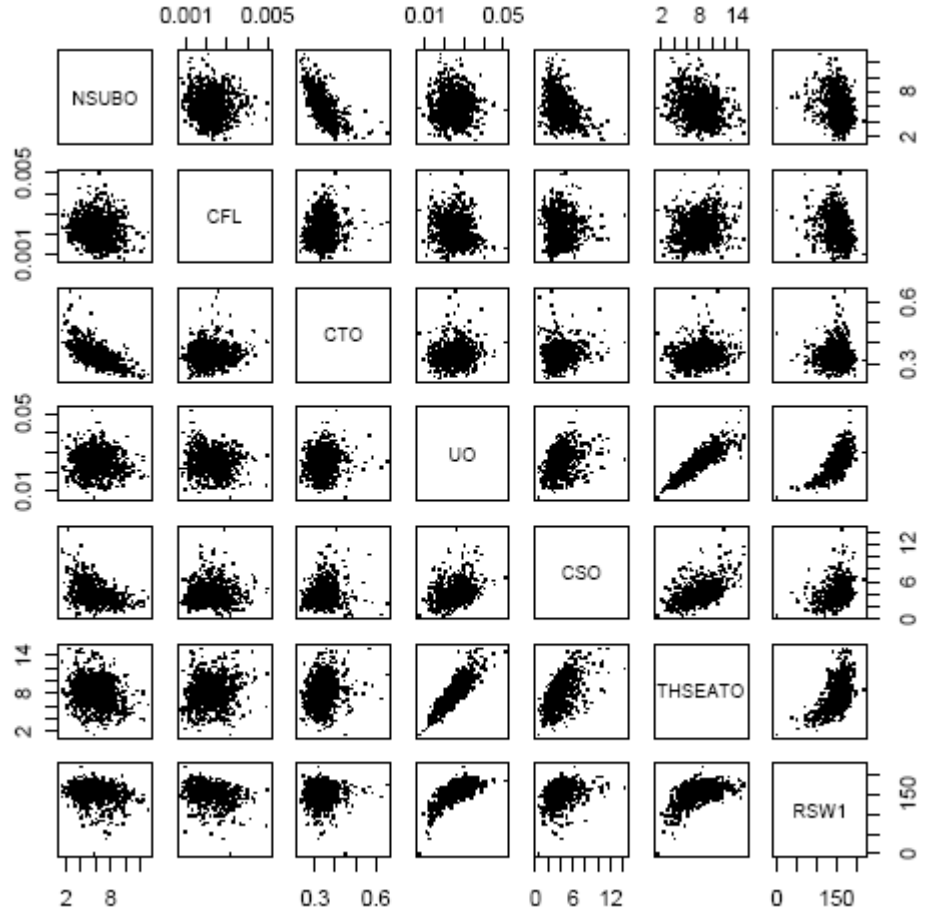 0.001 0.005 0.01 0.05 2 8 14
NSUBO 2 8
0.001 0.005 CFL
CTO 0.3 0.6
0.01 0.05 UO
CSO 0 6 12
2 8 14 THSEATO
RSW1 0 150
2 8 0.3 0.6 0 6 12 0 150